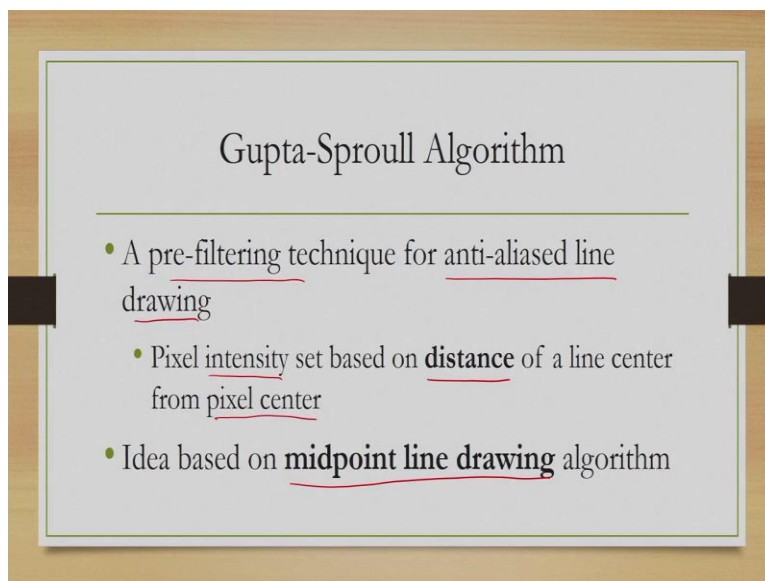 Gupta-Sproull Algorithm
• A pre-filtering technique for anti-aliased line
drawing
• Pixel intensity set based on distance of a line center
from pixel center
• Idea based on midpoint line drawing algorithm